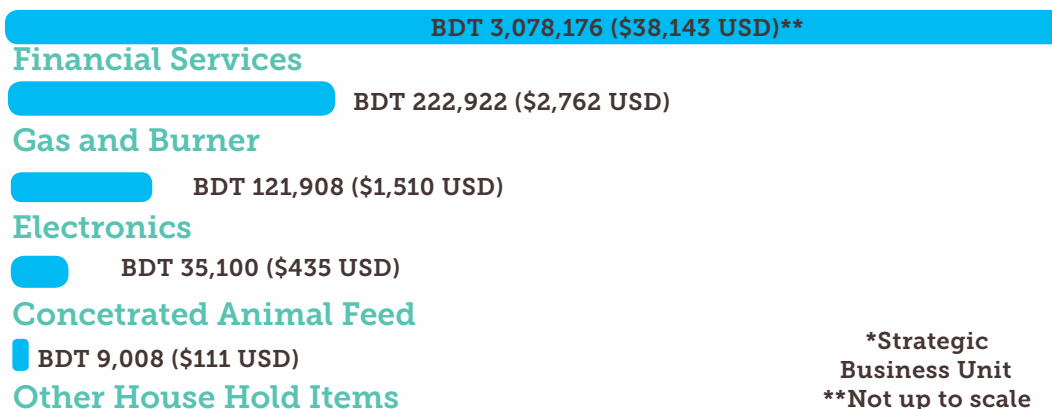 BDT 3,078,176 ($38,143 USD)**
Financial Services
BDT 222,922 ($2,762 USD)
Gas and Burner
BDT 121,908 ($1,510 USD)
Electronics
BDT 35,100 ($435 USD)
Concetrated Animal Feed
BDT 9,008 ($111 USD)
Other House Hold Items
*Strategic
Business Unit
**Not up to scale